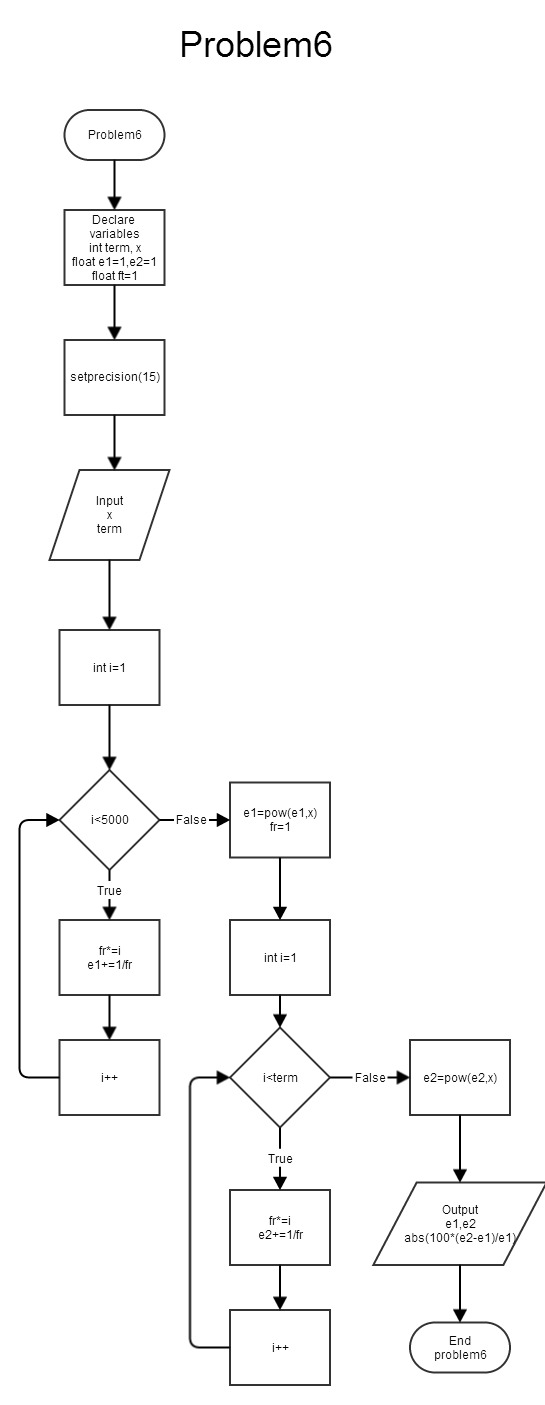 Problem6
Problem6
Declare
variables
int term, x
float e1=1,e2=1
float ft=1
setprecision(15)
Input
x
term
int i=1
i<5000
False
e1=pow(e1,x)
fr=1
True
fr*=i
e1+=1/fr
int i=1
i++
i<term
False
e2=pow(e2,x)
True
fr*=i
e2+=1/fr
Output
e1,e2
abs(100*(e2-e1)/e1)
i++
End
problem6